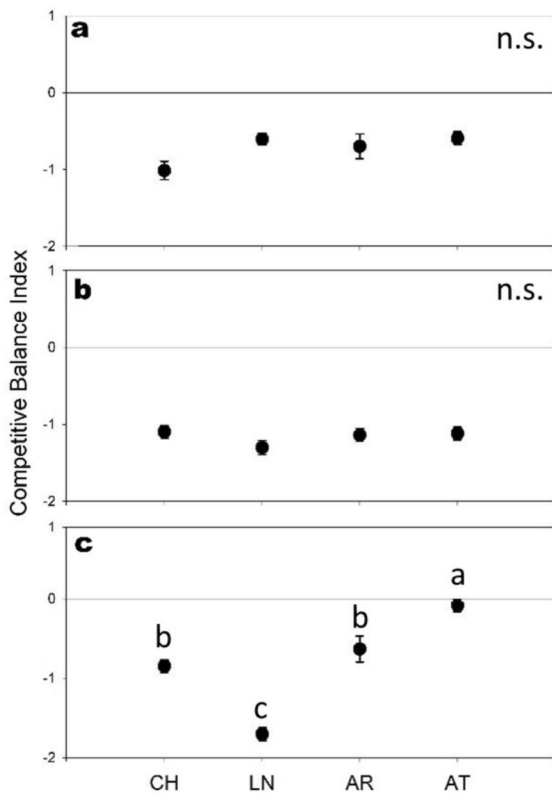 Competitive Balance Index
a
n.s.
1
0
-1
-2
b
n.s.
1
0
-1
-2
c
1
0
-1
-2
b
c
b
a
CH LN AR AT